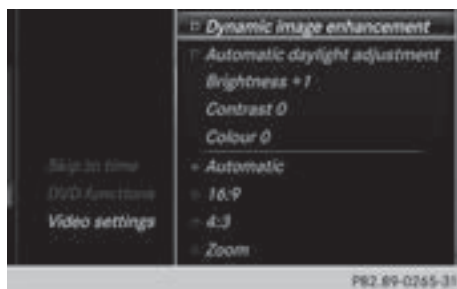 Dynamic image enhancement
Automatic daylight adjustment
Brightness +1
Contrast 0
Colour 0
Automatic
16:9
4:3
Zoom
Skip to time
DVD functions
Video settings
P82.89-0265-31